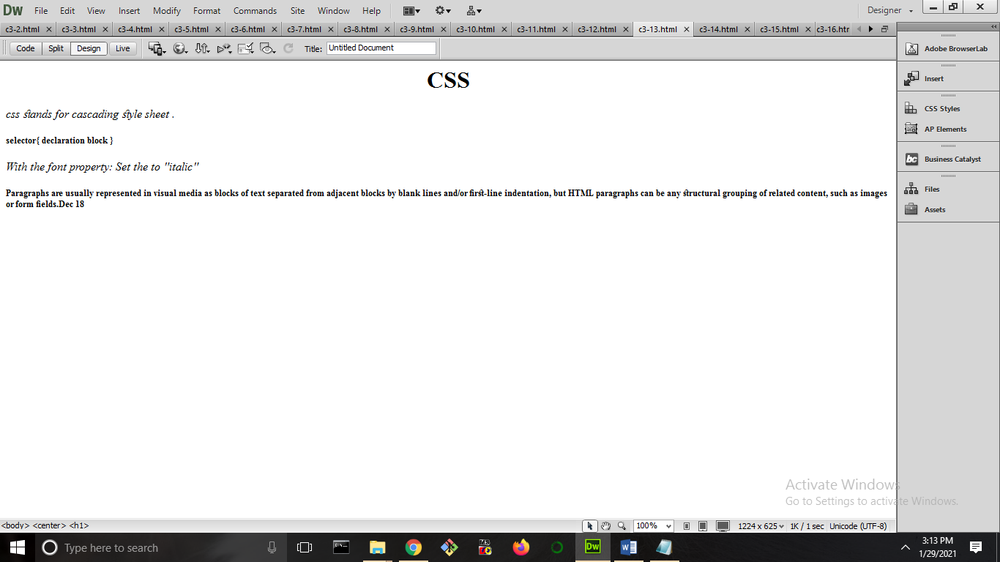 Dw File Edit View Insert Modify Format Commands Site Window Help Designer
c3-2.html c3-3.html c3-4.html c3-5.html c3-6.html c3-7.html c3-8.html c3-9.html c3-10.html c3-11.html c3-12.html c3-13.html c3-14.html c3-15.html c3-16.htr
Code Split Design Live Title: Untitled Document
CSS
css stands for cascading style sheet .
selector{ declaration block }
With the font property: Set the to "italic"
Paragraphs are usually represented in visual media as blocks of text separated from adjacent blocks by blank lines and/or first-line indentation, but HTML paragraphs can be any structural grouping of related content, such as images
or form fields.Dec 18
Adobe BrowserLab
Insert
CSS Styles
AP Elements
Business Catalyst
Files
Assets
Activate Windows
Go to Settings to activate Windows.
<body> <center> <h1> 100% 1224 x 625 1K / 1 sec Unicode (UTF-8)
Type here to search Dw 3:13 PM
1/29/2021